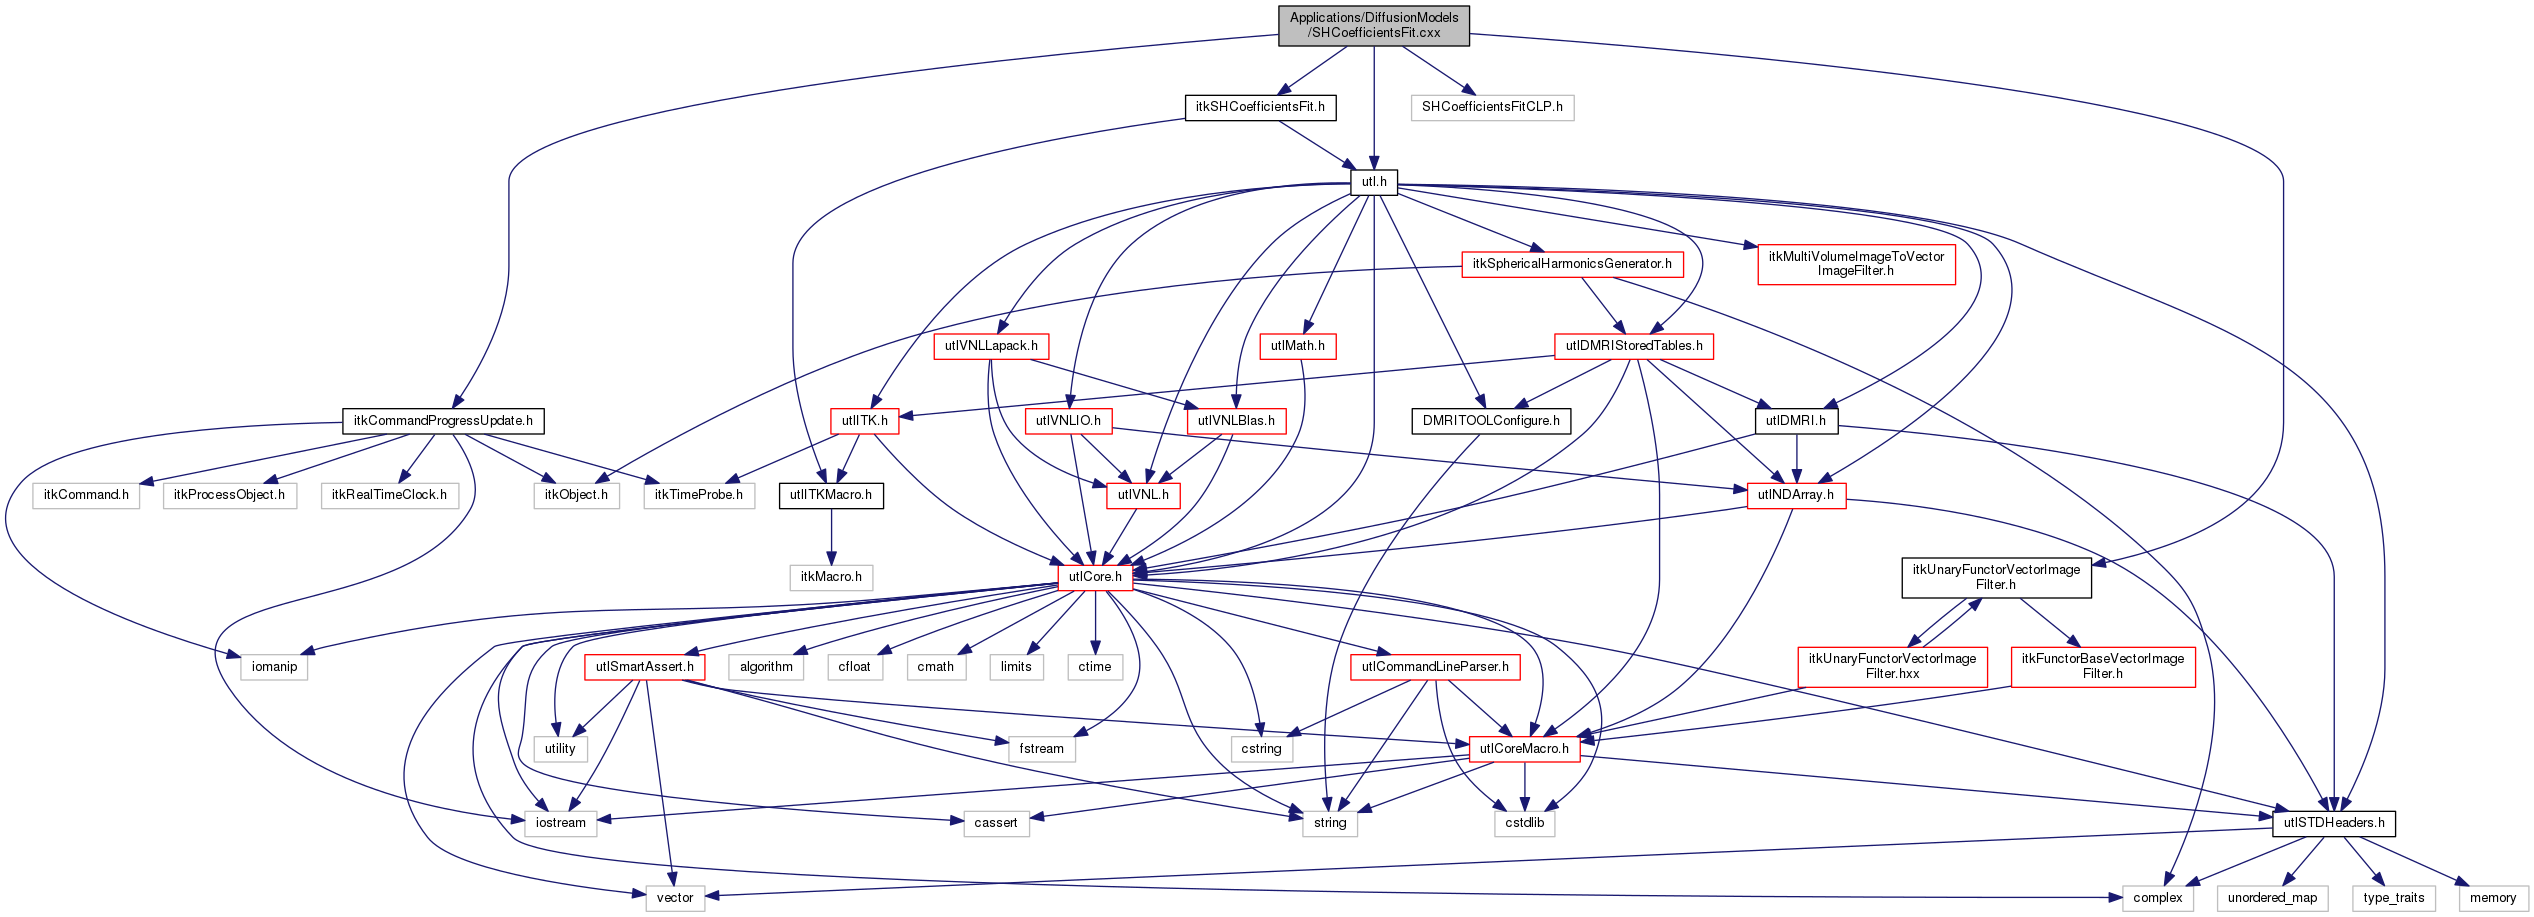 Applications/DiffusionModels
/SHCoefficientsFit.cxx
itkSHCoefficientsFit.h
SHCoefficientsFitCLP.h
utl.h
itkSphericalHarmonicsGenerator.h
itkMultiVolumeImageToVector
ImageFilter.h
utlVNLLapack.h
utlMath.h
utlDMRIStoredTables.h
itkCommandProgressUpdate.h
utlITK.h
utlVNLIO.h
utlVNLBlas.h
DMRITOOLConfigure.h
utlDMRI.h
itkCommand.h
itkProcessObject.h
itkRealTimeClock.h
itkObject.h
itkTimeProbe.h
utlITKMacro.h
utlVNL.h
utlNDArray.h
itkMacro.h
utlCore.h
itkUnaryFunctorVectorImage
Filter.h
iomanip
utlSmartAssert.h
algorithm
cfloat
cmath
limits
ctime
utlCommandLineParser.h
itkUnaryFunctorVectorImage
Filter.hxx
itkFunctorBaseVectorImage
Filter.h
utility
fstream
cstring
utlCoreMacro.h
iostream
cassert
string
cstdlib
utlSTDHeaders.h
vector
complex
unordered_map
type_traits
memory